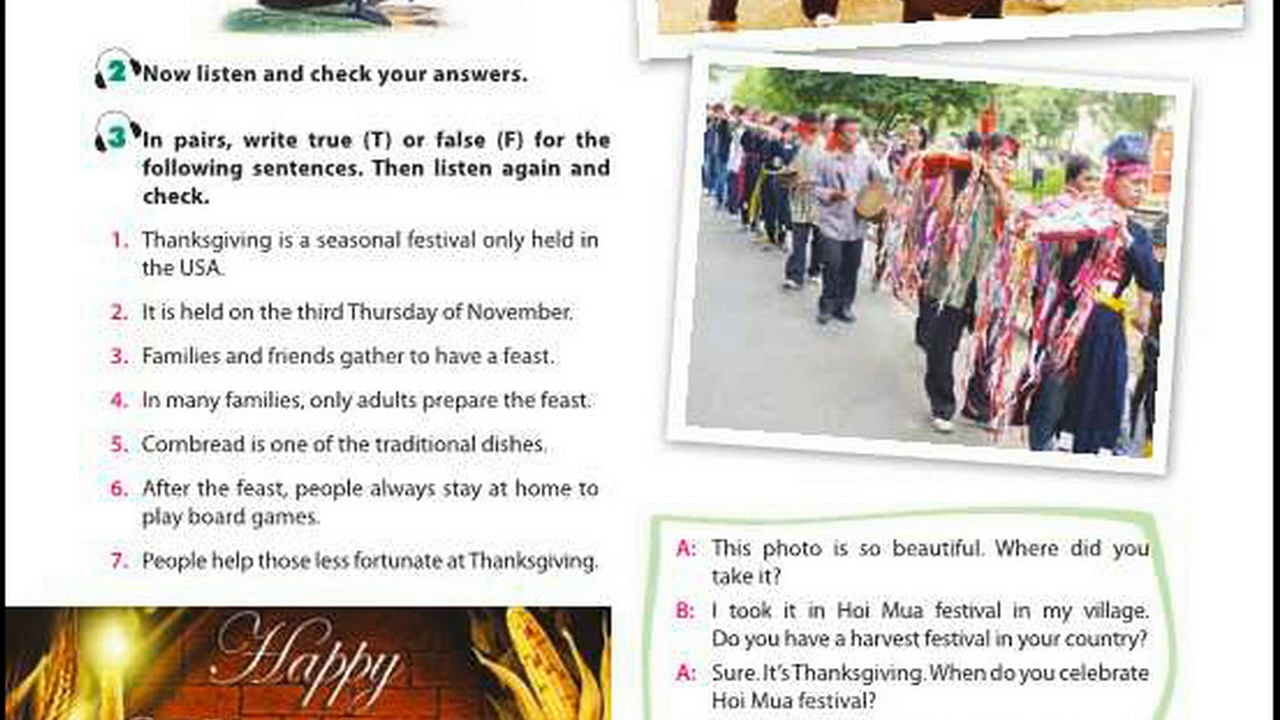 2 Now listen and check your answers.
3 In pairs, write true (T) or false (F) for the
following sentences. Then listen again and
check.
1. Thanksgiving is a seasonal festival only held in
the USA.
2. It is held on the third Thursday of November.
3. Families and friends gather to have a feast.
4. In many families, only adults prepare the feast.
5. Cornbread is one of the traditional dishes.
6. After the feast, people always stay at home to
play board games.
7. People help those less fortunate at Thanksgiving.
Happy
A: This photo is so beautiful. Where did you
take it?
B: I took it in Hoi Mua festival in my village.
Do you have a harvest festival in your country?
A: Sure. It's Thanksgiving. When do you celebrate
Hoi Mua festival?